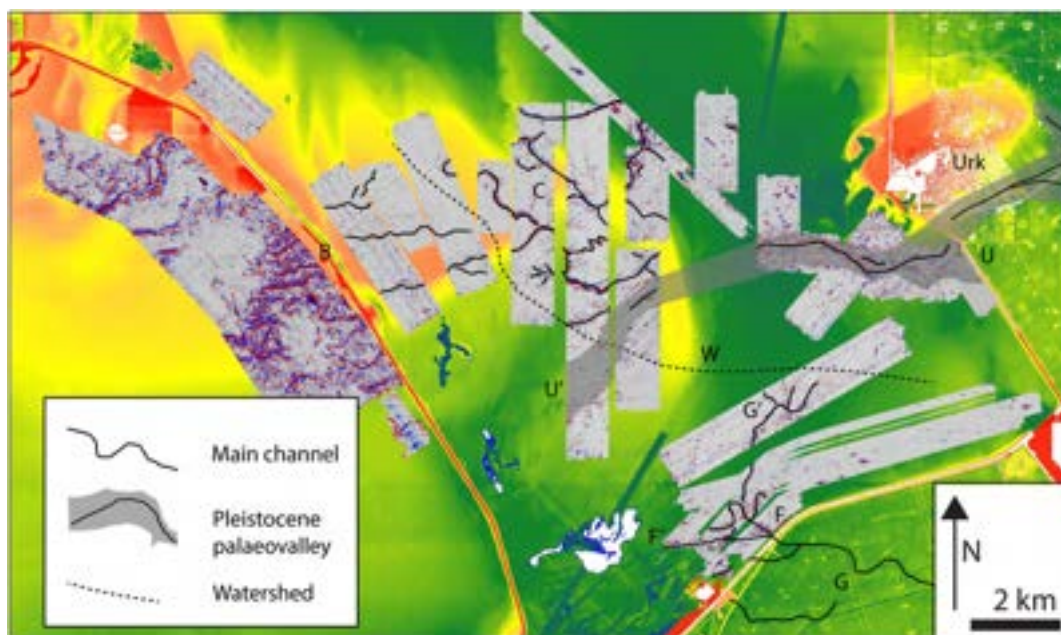 Urk
C
B
U
W
U'
G'
F'
F
G
Main channel
Pleistocene
palaeovalley
Watershed
N
2 km